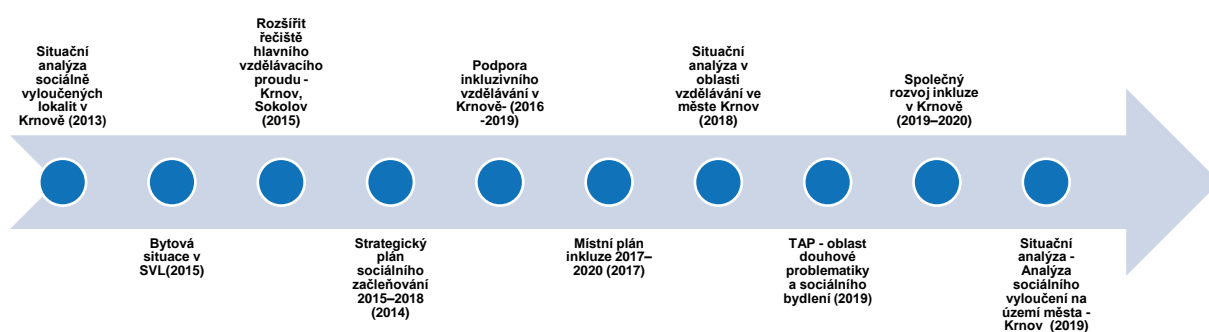 Situační
analýza
sociálně
vyloučených
lokalit v
Krnově (2013)
Bytová
situace v
SVL(2015)
Rozšířit
řečiště
hlavního
vzdělávacího
proudu -
Krnov,
Sokolov
(2015)
Strategický
plán
sociálního
začleňování
2015–2018
(2014)
Podpora
inkluzivního
vzdělávání v
Krnově- (2016
-2019)
Místní plán
inkluze 2017–
2020 (2017)
Situační
analýza v
oblasti
vzdělávání ve
měste Krnov
(2018)
TAP - oblast
douhové
problematiky
a sociálního
bydlení (2019)
Společný
rozvoj inkluze
v Krnově
(2019–2020)
Situační
analýza -
Analýza
sociálního
vyloučení na
území města -
Krnov (2019)